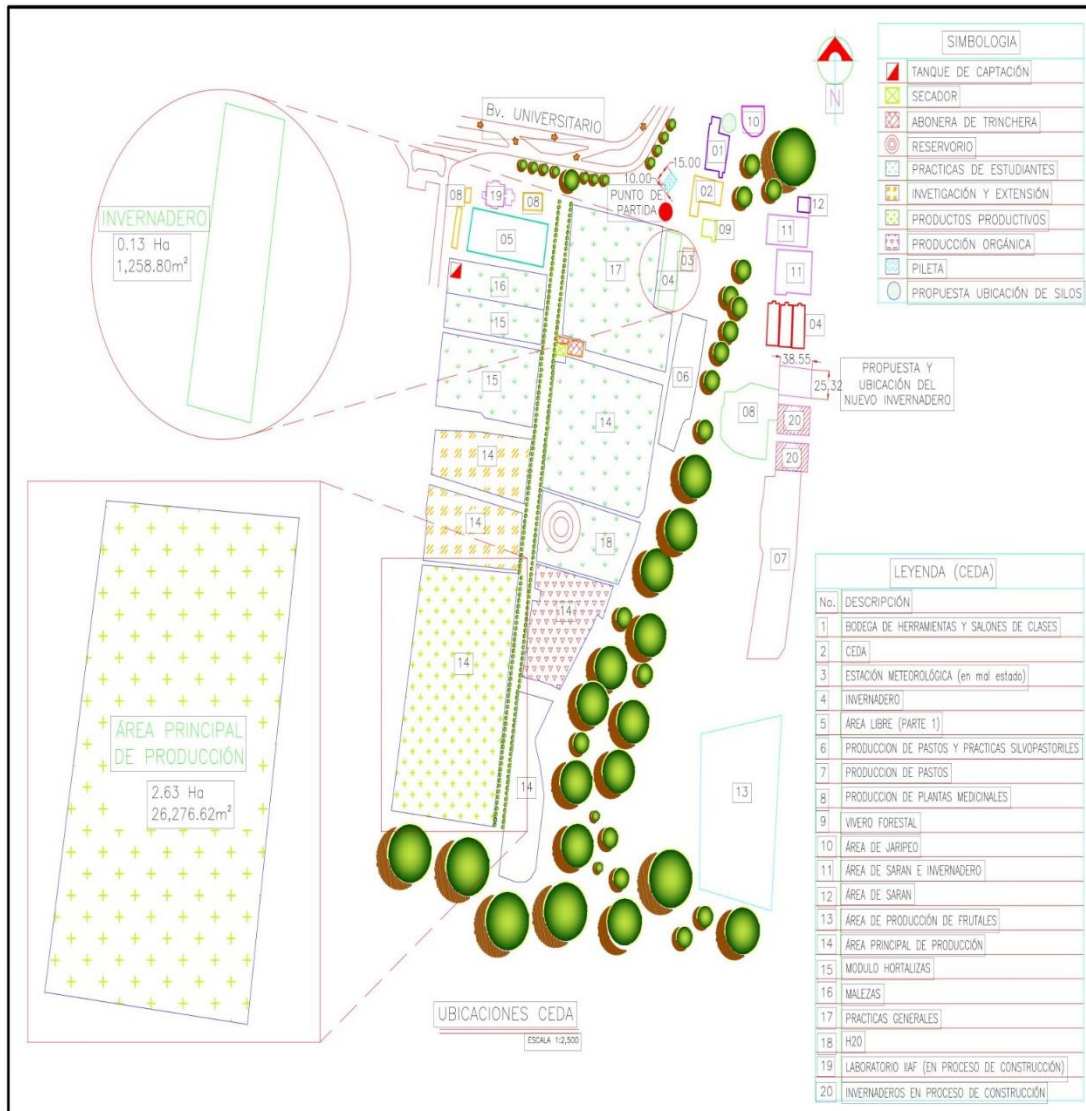 SIMBOLOGIA
TANQUE DE CAPTACIÓN
SECADOR
ABONERA DE TRINCHERA
RESERVORIO
PRACTICAS DE ESTUDIANTES
INVETIGACIÓN Y EXTENSIÓN
PRODUCTOS PRODUCTIVOS
PRODUCCIÓN ORGÁNICA
PILETA
PROPUESTA UBICACIÓN DE SILOS
N
Bv. UNIVERSITARIO
10
01
15.00
10.00
PUNTO DE
PARTIDA
02
12
08
19
08
09
11
05
INVERNADERO
0.13 Ha
1,258.80m²
17
03
04
11
16
15
04
15
06
38.55
25.32
PROPUESTA Y
UBICACIÓN DEL
NUEVO INVERNADERO
08
20
20
14
14
14
18
07
14
14
14
13
ÁREA PRINCIPAL
DE PRODUCCIÓN
2.63 Ha
26,276.62m²
UBICACIONES CEDA
ESCALA 1:2,500
LEYENDA (CEDA)
No. DESCRIPCIÓN
1 BODEGA DE HERRAMIENTAS Y SALONES DE CLASES
2 CEDA
3 ESTACIÓN METEOROLÓGICA (en mal estado)
4 INVERNADERO
5 ÁREA LIBRE (PARTE 1)
6 PRODUCCION DE PASTOS Y PRACTICAS SILVOPASTORILES
7 PRODUCCION DE PASTOS
8 PRODUCCION DE PLANTAS MEDICINALES
9 VIVERO FORESTAL
10 ÁREA DE JARIPEO
11 ÁREA DE SARAN E INVERNADERO
12 ÁREA DE SARAN
13 ÁREA DE PRODUCCIÓN DE FRUTALES
14 ÁREA PRINCIPAL DE PRODUCCIÓN
15 MODULO HORTALIZAS
16 MALEZAS
17 PRACTICAS GENERALES
18 H20
19 LABORATORIO IIAF (EN PROCESO DE CONSTRUCCIÓN)
20 INVERNADEROS EN PROCESO DE CONSTRUCCIÓN